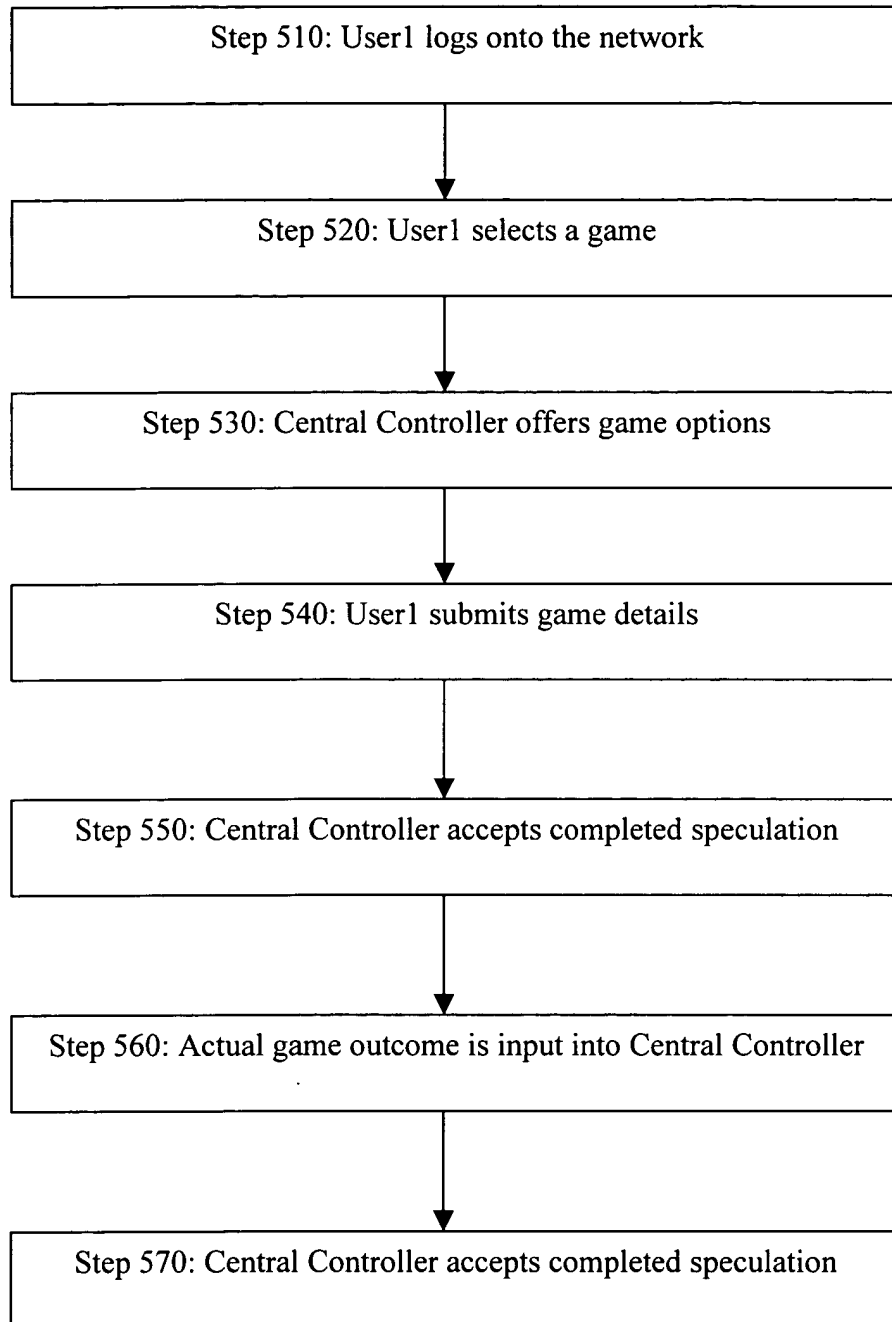 Step 510: User1 logs onto the network
Step 520: User1 selects a game
Step 530: Central Controller offers game options
Step 540: User1 submits game details
Step 550: Central Controller accepts completed speculation
Step 560: Actual game outcome is input into Central Controller
Step 570: Central Controller accepts completed speculation